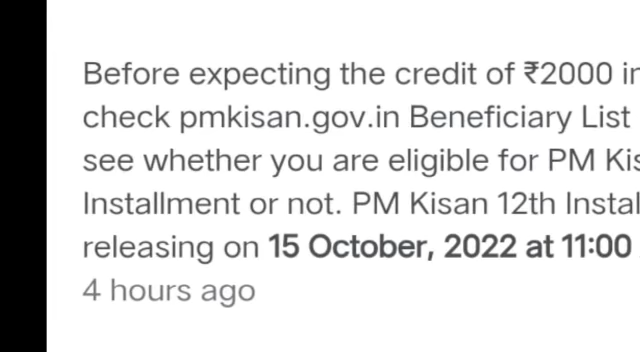 Before expecting the credit of ₹2000 in
check pmkisan.gov.in Beneficiary List
see whether you are eligible for PM Kis
Installment or not. PM Kisan 12th Instal
releasing on 15 October, 2022 at 11:00
4 hours ago